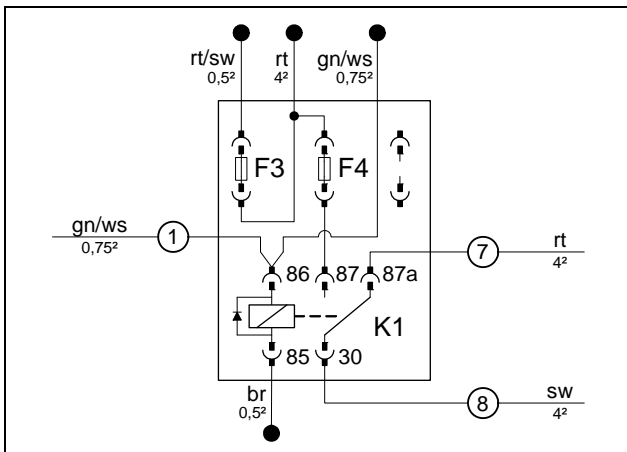 rt/sw
0,5²
rt
4²
gn/ws
0,75²
F3
F4
gn/ws
0,75²
1
7
rt
4²
86
87
87a
K1
85
30
br
0,5²
8
sw
4²